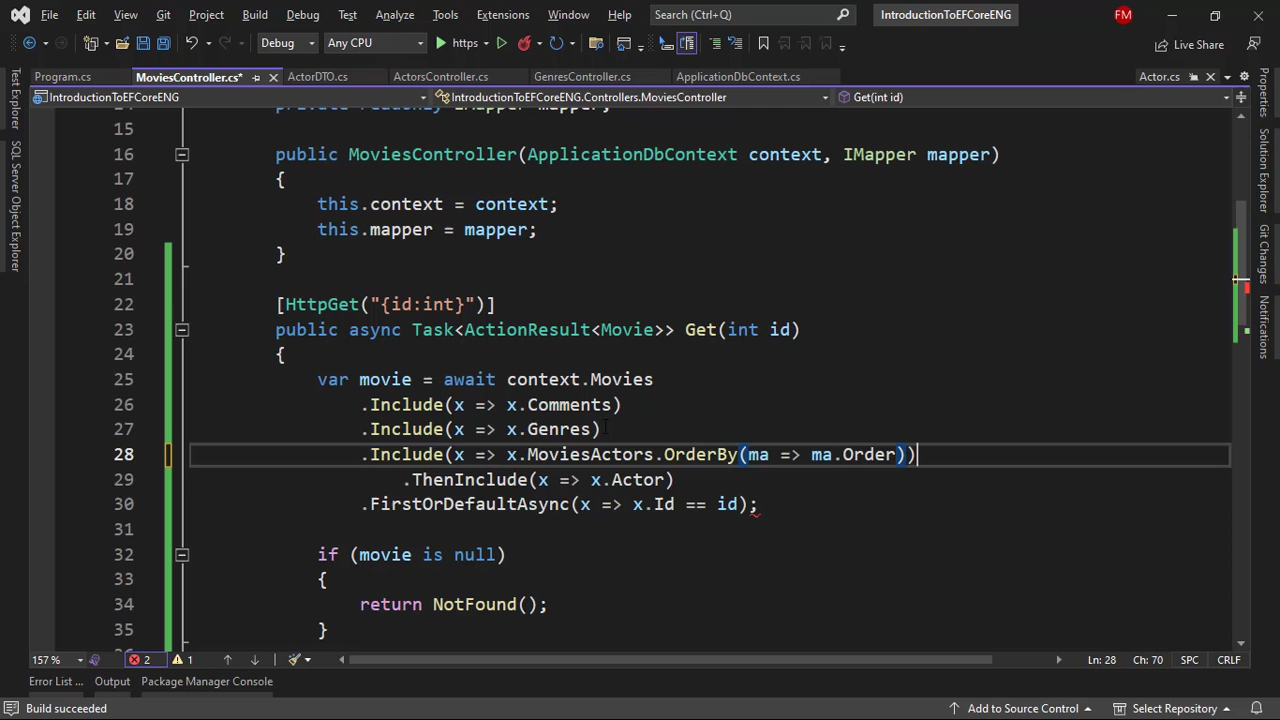 File Edit View Git Project Build Debug Test Analyze Tools Extensions Window Help Search (Ctrl+Q) IntroductionToEFCoreENG FM
Debug Any CPU https Live Share
Program.cs MoviesController.cs* ActorDTO.cs ActorsController.cs GenresController.cs ApplicationDbContext.cs Actor.cs
IntroductionToEFCoreENG IntroductionToEFCoreENG.Controllers.MoviesController Get(int id)
Test Explorer
SQL Server Object Explorer
Properties
Solution Explorer
Git Changes
Notifications
15
16 public MoviesController(ApplicationDbContext context, IMapper mapper)
17 {
18 this.context = context;
19 this.mapper = mapper;
20 }
21
22 [HttpGet("{id:int}")]
23 public async Task<ActionResult<Movie>> Get(int id)
24 {
25 var movie = await context.Movies
26 .Include(x => x.Comments)
27 .Include(x => x.Genres)
28 .Include(x => x.MoviesActors.OrderBy(ma => ma.Order))
29 .ThenInclude(x => x.Actor)
30 .FirstOrDefaultAsync(x => x.Id == id);
31
32 if (movie is null)
33 {
34 return NotFound();
35 }
157 % 2 1 Ln: 28 Ch: 70 SPC CRLF
Error List ... Output Package Manager Console
Build succeeded Add to Source Control Select Repository